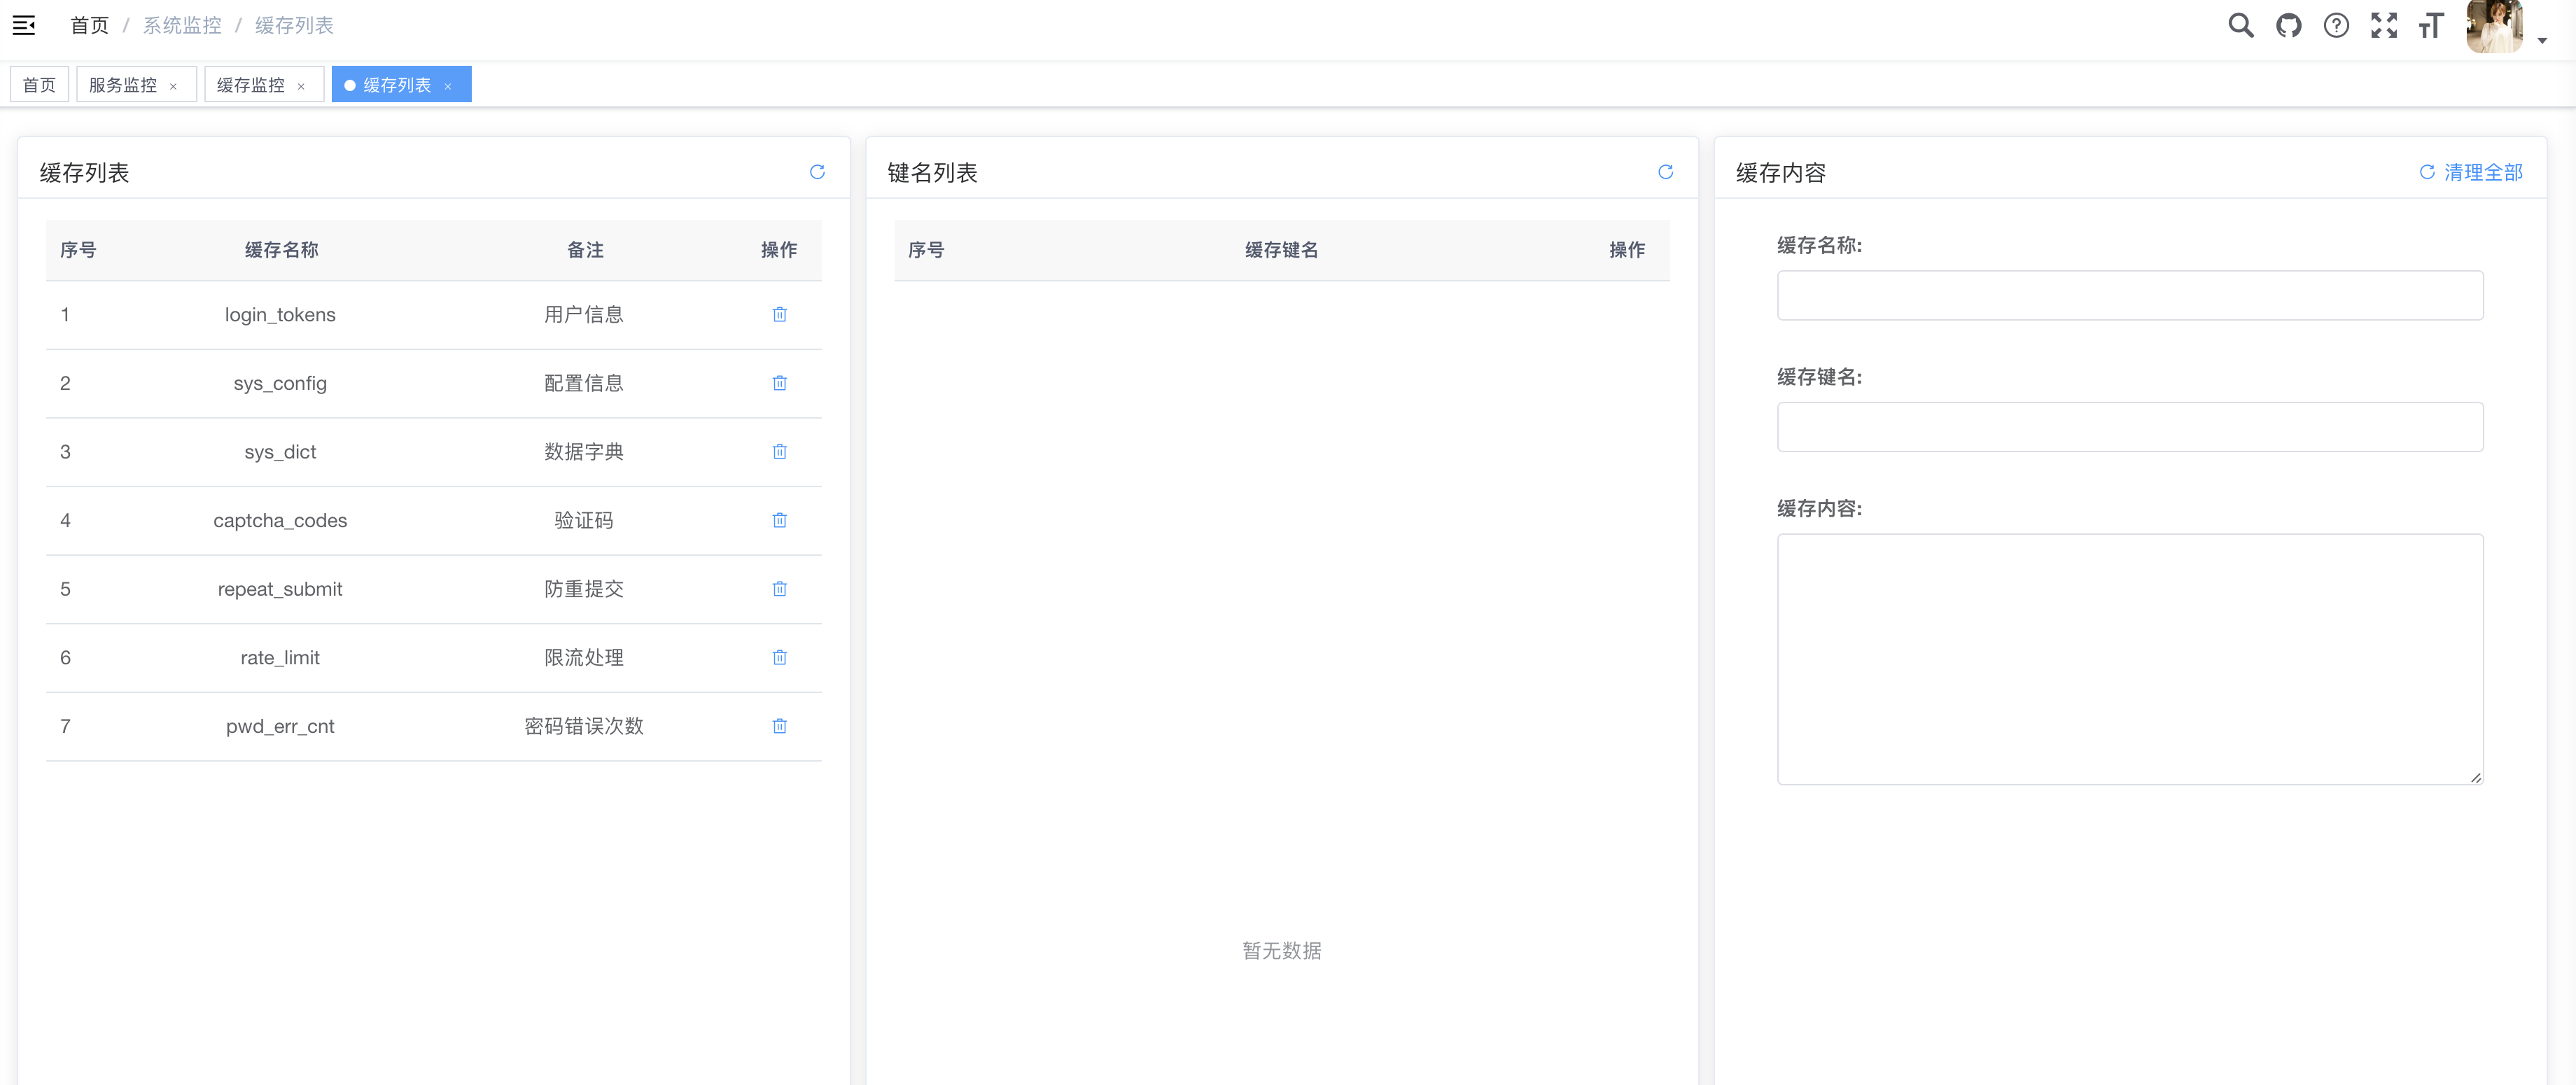 首页 / 系统监控 / 缓存列表
首页 服务监控 × 缓存监控 × 缓存列表 ×
缓存列表
序号 缓存名称 备注 操作
1 login_tokens 用户信息
2 sys_config 配置信息
3 sys_dict 数据字典
4 captcha_codes 验证码
5 repeat_submit 防重提交
6 rate_limit 限流处理
7 pwd_err_cnt 密码错误次数
键名列表
序号 缓存键名 操作
暂无数据
缓存内容 清理全部
缓存名称:
缓存键名:
缓存内容: